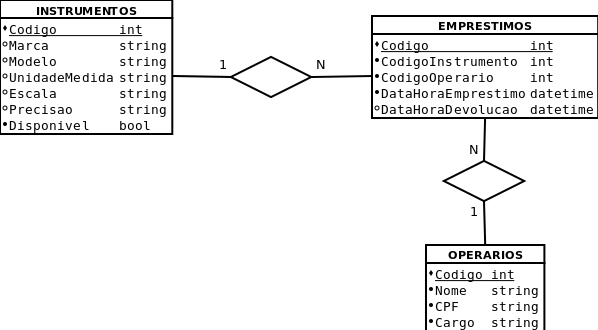 INSTRUMENTOS
Codigo int
Marca string
Modelo string
UnidadeMedida string
Escala string
Precisao string
Disponivel bool
1
N
EMPRESTIMOS
Codigo int
CodigoInstrumento int
CodigoOperario int
DataHoraEmprestimo datetime
DataHoraDevolucao datetime
N
1
OPERARIOS
Codigo int
Nome string
CPF string
Cargo string